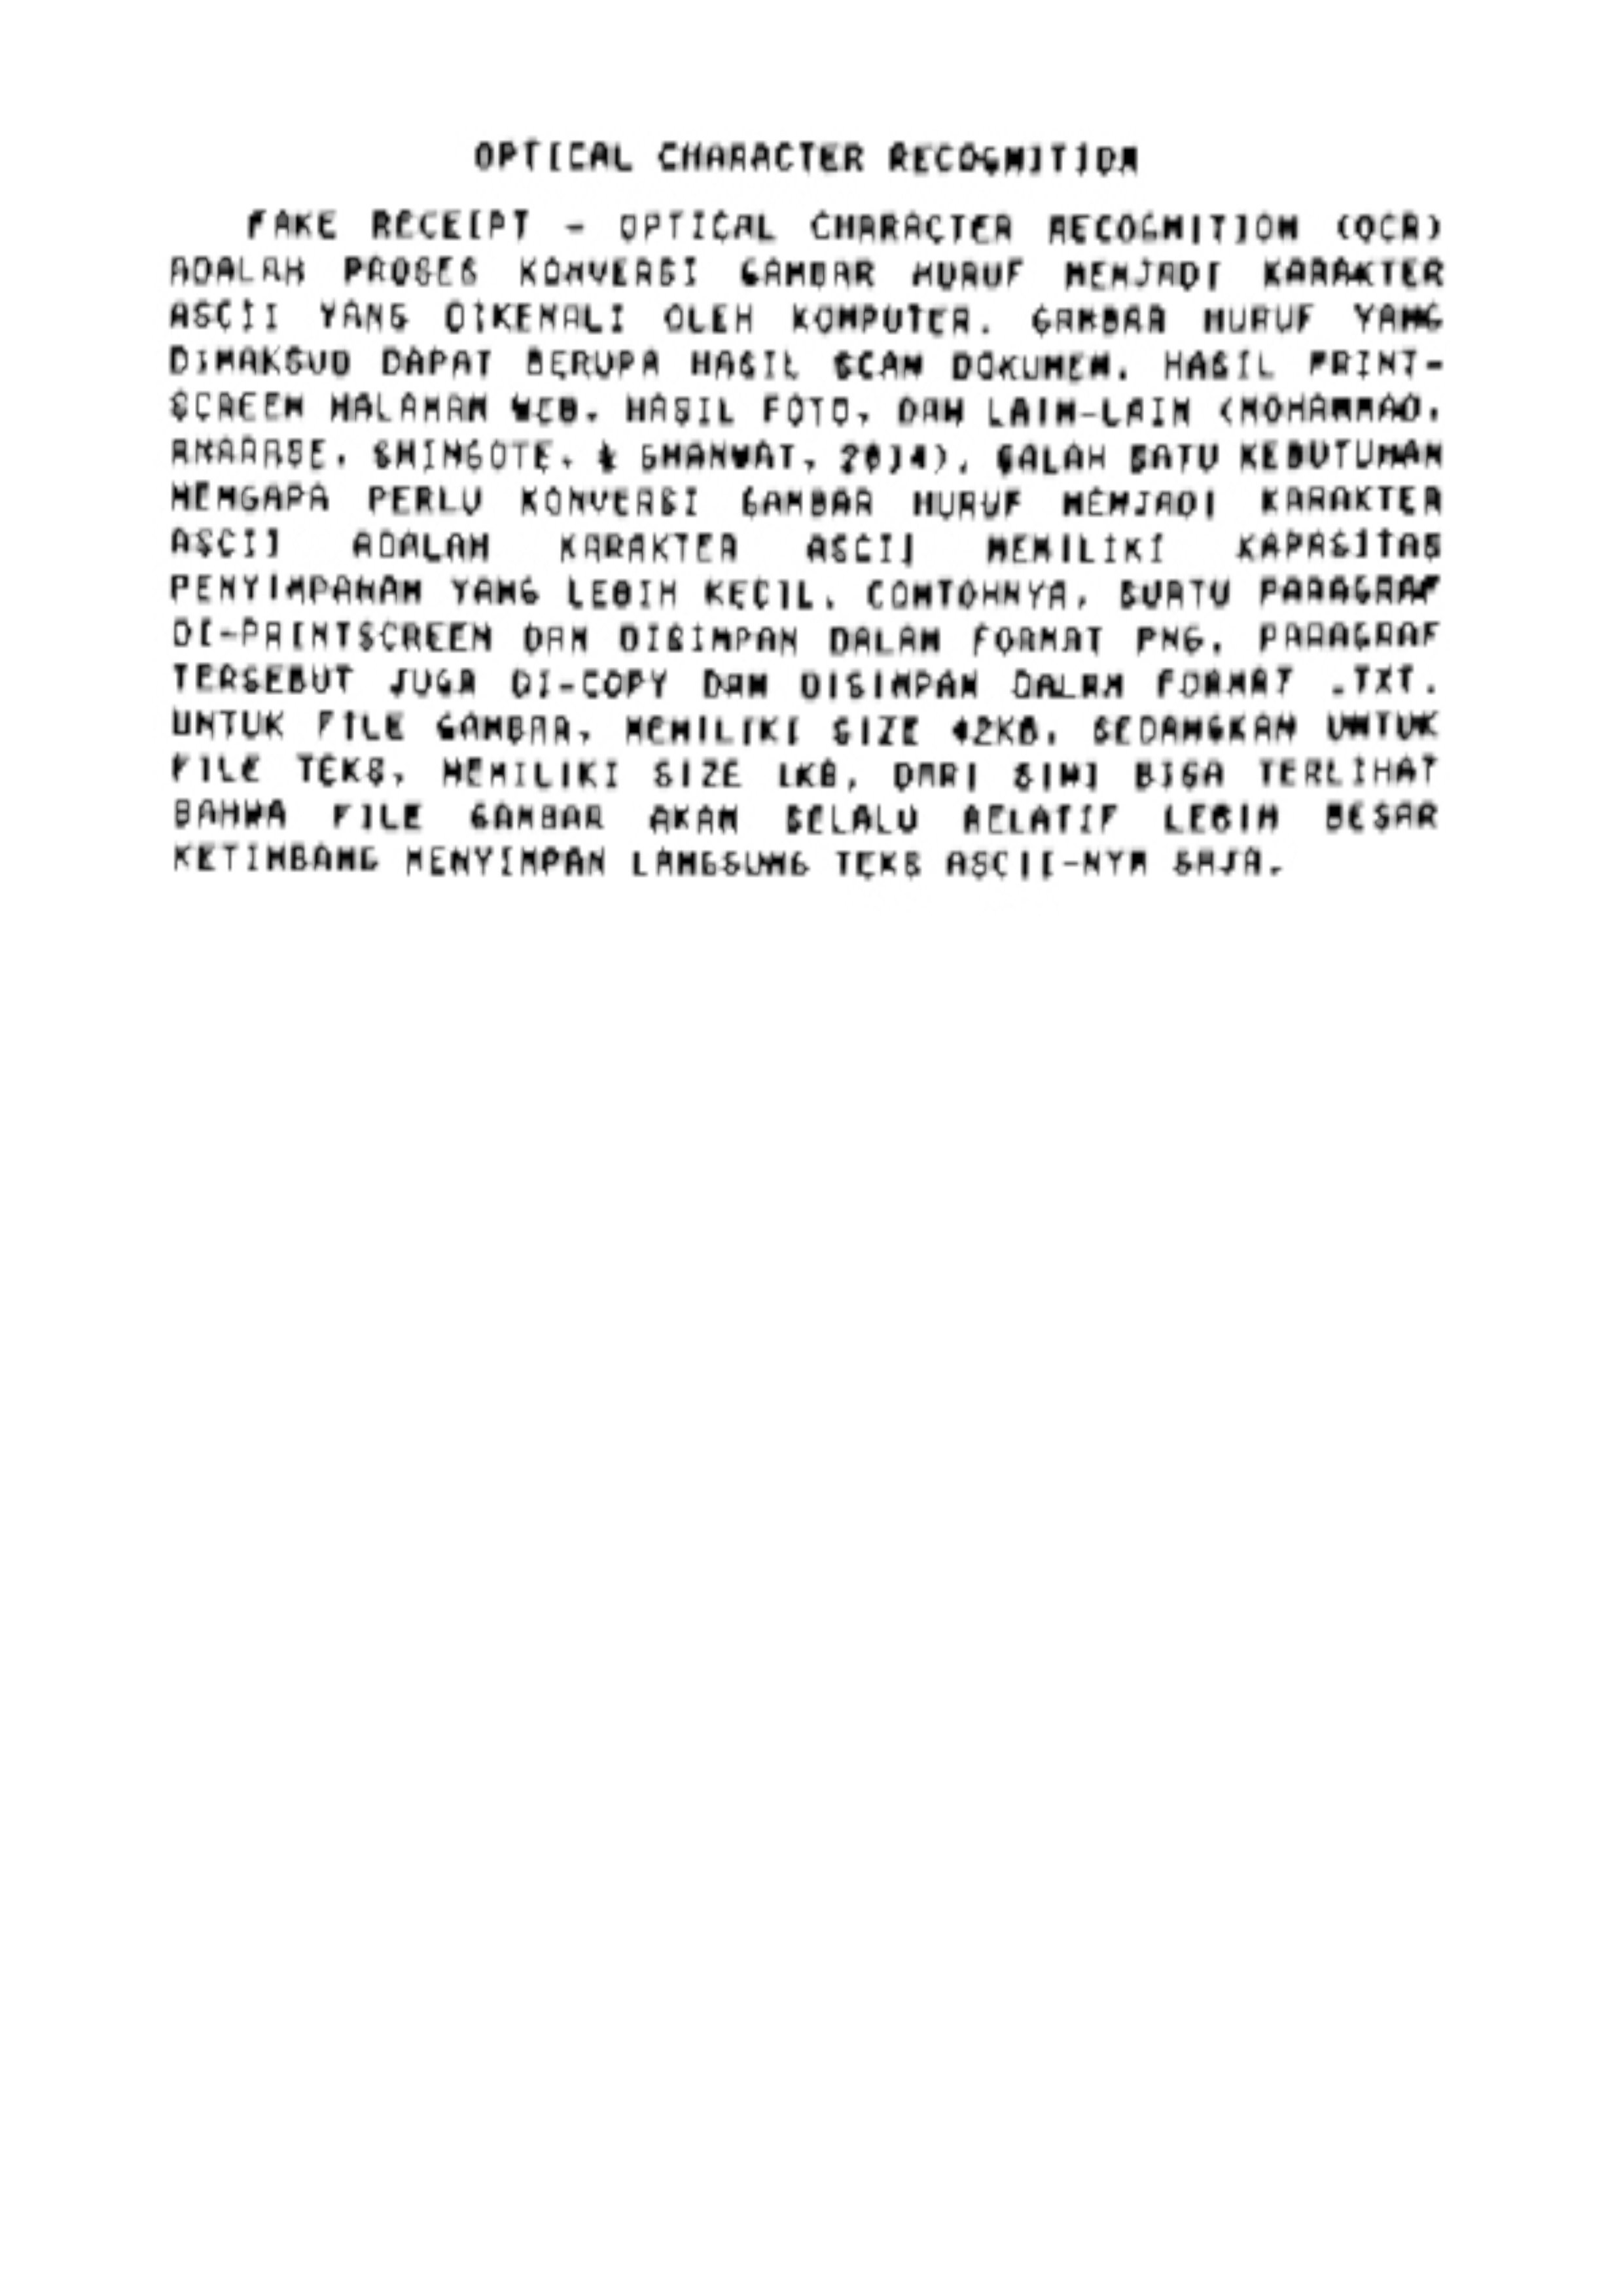 OPTICAL CHARACTER RECOGNITION
FAKE RECEIPT - OPTICAL CHARACTER RECOGNITION (OCR)
ADALAH PROSES KONVERSI GAMBAR HURUF MENJADI KARAKTER
ASCII YANG DIKENALI OLEH KOMPUTER. GAMBAR HURUF YANG
DIMAKSUD DAPAT BERUPA HASIL SCAN DOKUMEN, HASIL PRINT-
SCREEN HALAMAN WEB, HASIL FOTO, DAN LAIN-LAIN (MOHAMMAD,
ANARASE, SHINGOTE, & GHANWAT, 2014). SALAH SATU KEBUTUHAN
MENGAPA PERLU KONVERSI GAMBAR HURUF MENJADI KARAKTER
ASCII ADALAH KARAKTER ASCII MEMILIKI KAPASITAS
PENYIMPANAN YANG LEBIH KECIL. CONTOHNYA, SUATU PARAGRAF
DI-PRINTSCREEN DAN DISIMPAN DALAM FORMAT PNG. PARAGRAF
TERSEBUT JUGA DI-COPY DAN DISIMPAN DALAM FORMAT .TXT.
UNTUK FILE GAMBAR, MEMILIKI SIZE 42KB. SEDANGKAN UNTUK
FILE TEKS, MEMILIKI SIZE 1KB. DARI SINI BISA TERLIHAT
BAHWA FILE GAMBAR AKAN SELALU RELATIF LEBIH BESAR
KETIMBANG MENYIMPAN LANGSUNG TEKS ASCII-NYA SAJA.